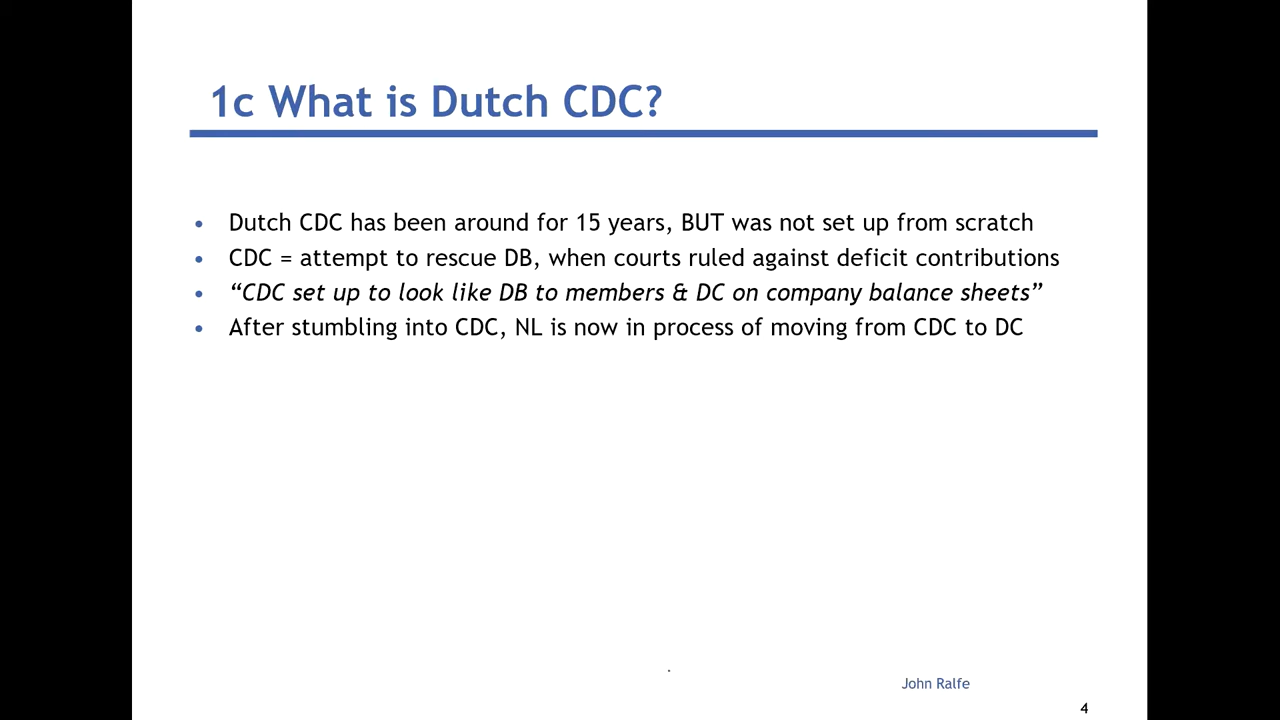 1c What is Dutch CDC?
• Dutch CDC has been around for 15 years, BUT was not set up from scratch
• CDC = attempt to rescue DB, when courts ruled against deficit contributions
• “CDC set up to look like DB to members & DC on company balance sheets”
• After stumbling into CDC, NL is now in process of moving from CDC to DC
.
John Ralfe
4